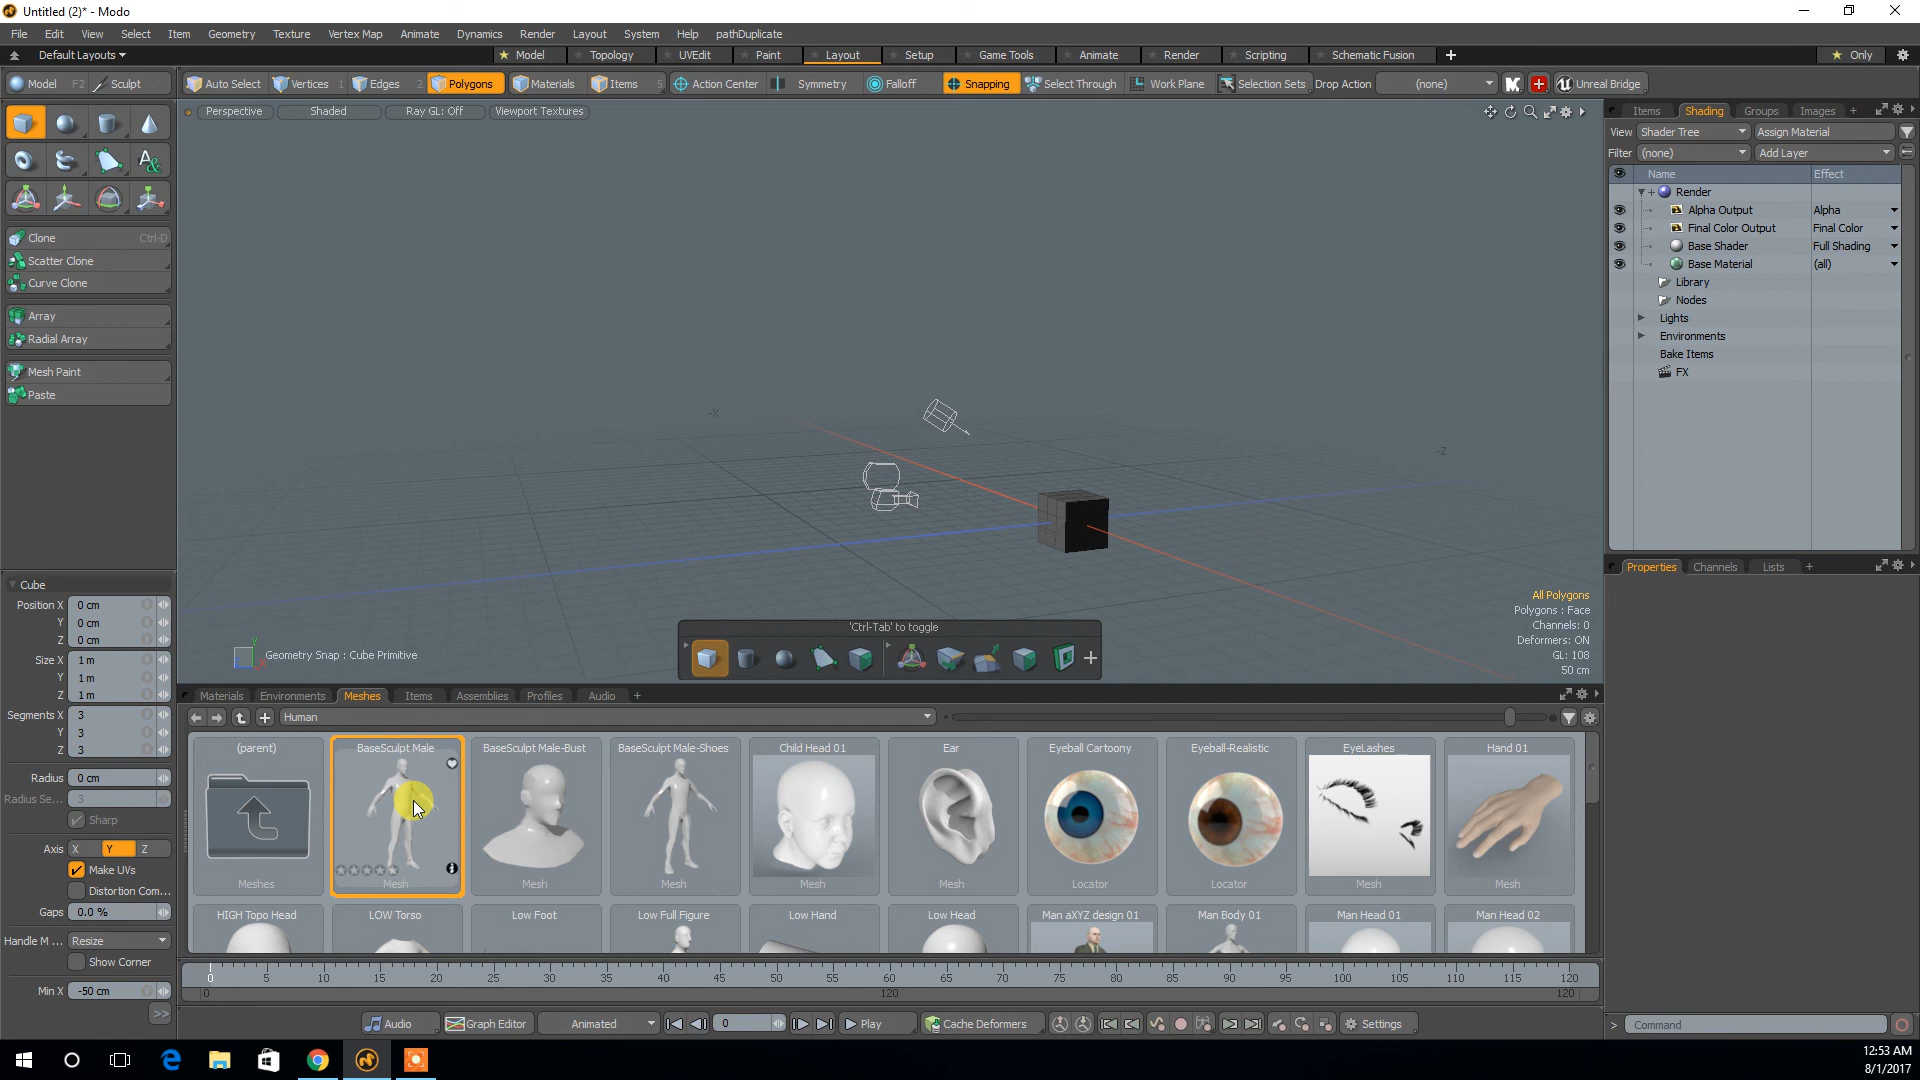 Untitled (2)* - Modo
File Edit View Select Item Geometry Texture Vertex Map Animate Dynamics Render Layout System Help pathDuplicate
Default Layouts Model Topology UVEdit Paint Layout Setup Game Tools Animate Render Scripting Schematic Fusion Only
Model F2 Sculpt Auto Select Vertices 1 Edges 2 Polygons Materials Items 5 Action Center Symmetry Falloff Snapping Select Through Work Plane Selection Sets Drop Action (none) Unreal Bridge
Perspective Shaded Ray GL: Off Viewport Textures
Items Shading Groups Images +
View Shader Tree Assign Material
Filter (none) Add Layer
Name Effect
Render
Alpha Output Alpha
Final Color Output Final Color
Base Shader Full Shading
Base Material (all)
Library
Nodes
Lights
Environments
Bake Items
FX
Clone Ctrl-D
Scatter Clone
Curve Clone
Array
Radial Array
Mesh Paint
Paste
-X
-Z
Y
All Polygons
Polygons : Face
Channels: 0
Deformers: ON
GL: 108
50 cm
'Ctrl-Tab' to toggle
Geometry Snap : Cube Primitive
Properties Channels Lists +
Cube
Position X 0 cm
Y 0 cm
Z 0 cm
Size X 1 m
Y 1 m
Z 1 m
Segments X 3
Y 3
Z 3
Radius 0 cm
Radius Se... 3
Sharp
Axis X Y Z
Make UVs
Distortion Com...
Gaps 0.0 %
Handle M ... Resize
Show Corner
Min X -50 cm
>>
Materials Environments Meshes Items Assemblies Profiles Audio +
Human
(parent) BaseSculpt Male BaseSculpt Male-Bust BaseSculpt Male-Shoes Child Head 01 Ear Eyeball Cartoony Eyeball-Realistic EyeLashes Hand 01
Meshes Mesh Mesh Mesh Mesh Mesh Locator Locator Mesh Mesh
HIGH Topo Head LOW Torso Low Foot Low Full Figure Low Hand Low Head Man aXYZ design 01 Man Body 01 Man Head 01 Man Head 02
0 5 10 15 20 25 30 35 40 45 50 55 60 65 70 75 80 85 90 95 100 105 110 115 120
0 120 120
Audio Graph Editor Animated 0 Play Cache Deformers Settings
> Command
12:53 AM
8/1/2017